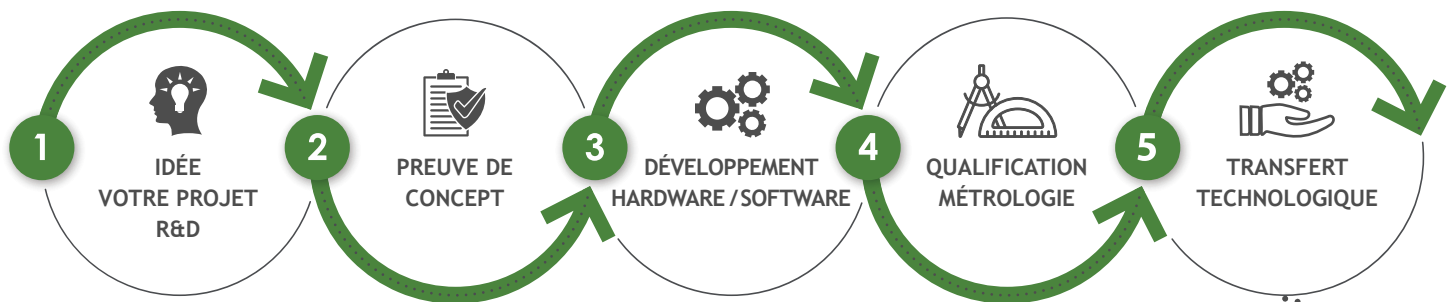 1
IDÉE
VOTRE PROJET
R&D
2
PREUVE DE
CONCEPT
3
DÉVELOPPEMENT
HARDWARE / SOFTWARE
4
QUALIFICATION
MÉTROLOGIE
5
TRANSFERT
TECHNOLOGIQUE